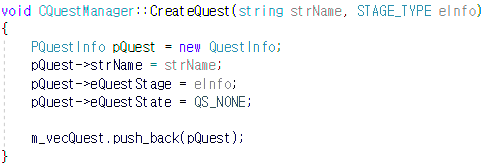 void CQuestManager::CreateQuest(string strName, STAGE_TYPE eInfo)
{
    PQuestInfo pQuest = new QuestInfo;
    pQuest->strName = strName;
    pQuest->eQuestStage = eInfo;
    pQuest->eQuestState = QS_NONE;

    m_vecQuest.push_back(pQuest);
}